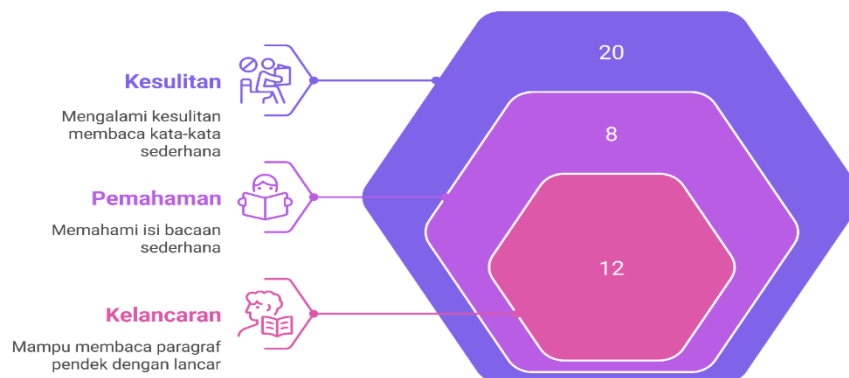 Kesulitan
Mengalami kesulitan
membaca kata-kata
sederhana
20
Pemahaman
Memahami isi bacaan
sederhana
8
Kelancaran
Mampu membaca paragraf
pendek dengan lancar
12